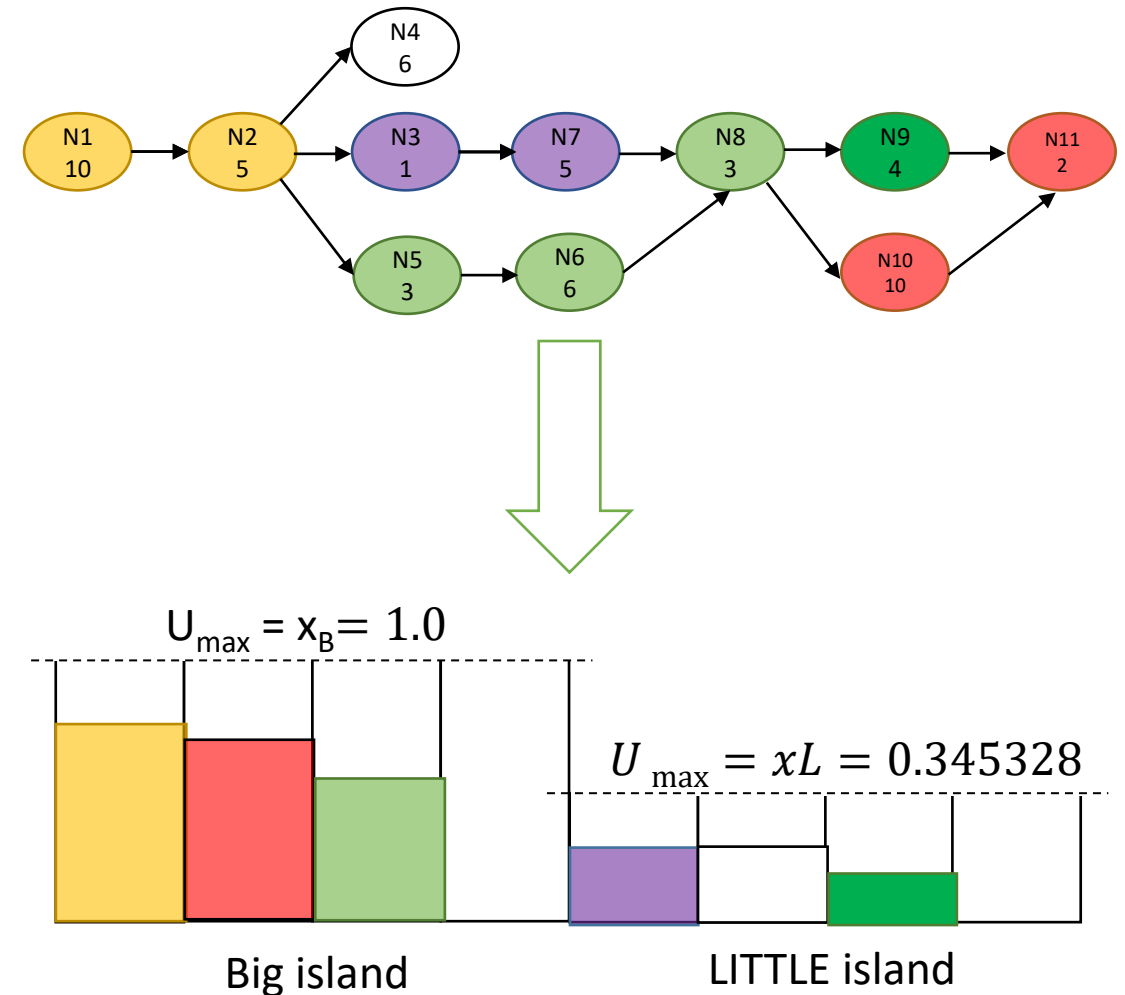 N4
6
N1
10
N2
5
N3
1
N7
5
N8
3
N9
4
N11
2
N5
3
N6
6
N10
10
Umax = xB= 1.0
U max = xL = 0.345328
Big island
LITTLE island